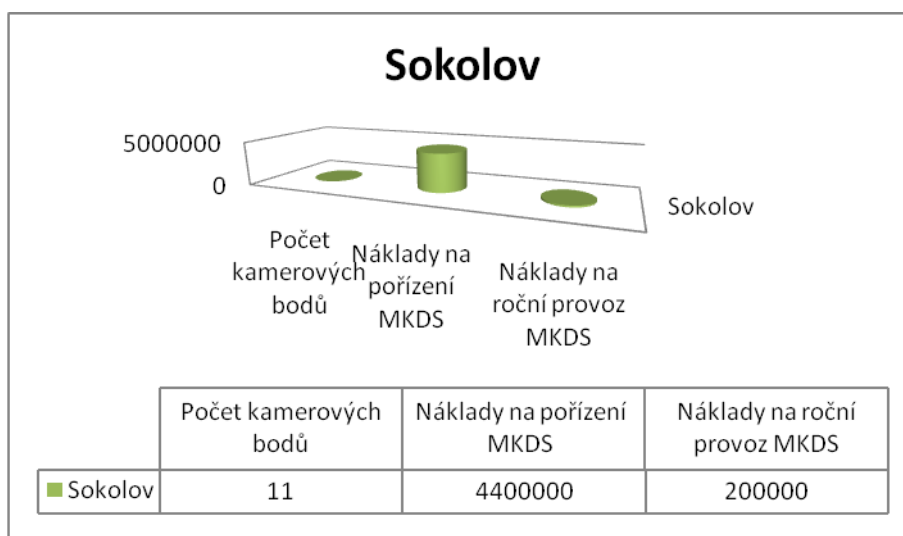 Sokolov
5000000
0
Sokolov
Počet
kamerových
bodů
Náklady na
pořízení
MKDS
Náklady na
roční provoz
MKDS
Počet kamerových
bodů
Náklady na pořízení
MKDS
Náklady na roční
provoz MKDS
Sokolov 11 4400000 200000